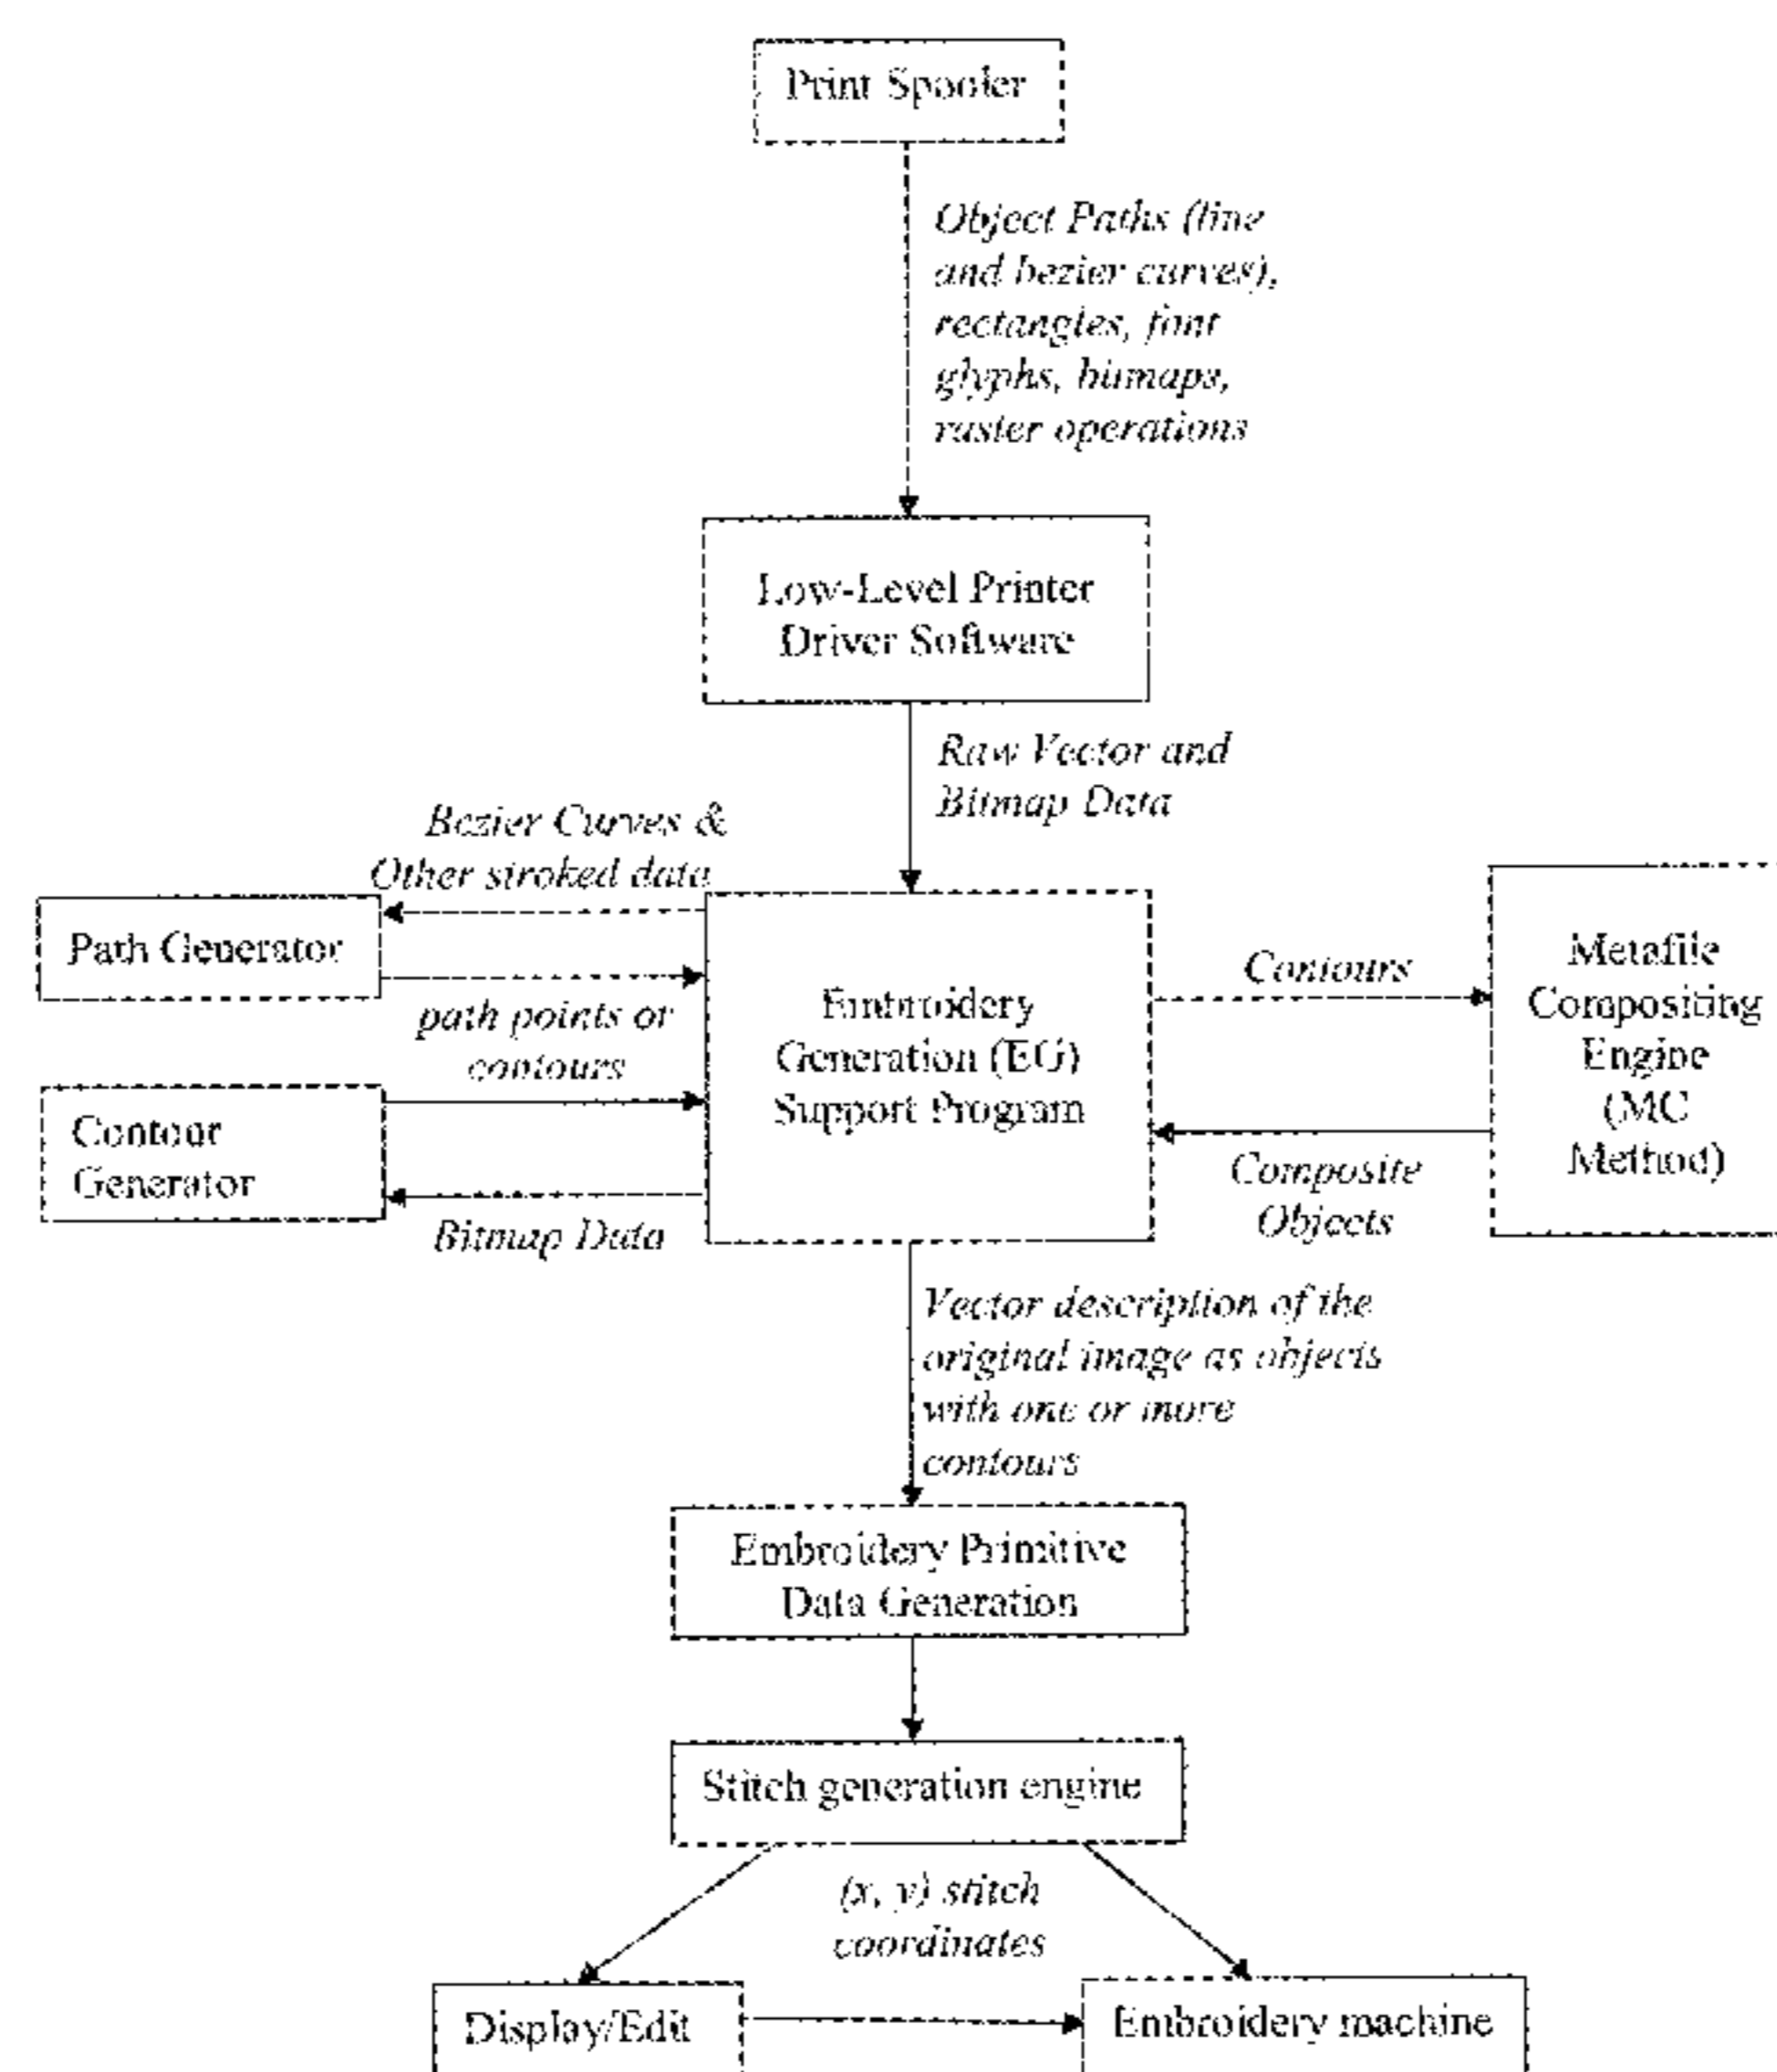 Print Spooler
Object Paths (line
and bezier curves),
rectangles, font
glyphs, bitmaps,
raster operations
Low-Level Printer
Driver Software
Raw Vector and
Bitmap Data
Bezier Curves &
Other stroked data
Path Generator
path points or
contours
Contour
Generator
Bitmap Data
Embroidery
Generation (EG)
Support Program
Contours
Composite
Objects
Metafile
Compositing
Engine
(MC
Method)
Vector description of the
original image as objects
with one or more
contours
Embroidery Primitive
Data Generation
Stitch generation engine
(x, y) stitch
coordinates
Display/Edit
Embroidery machine